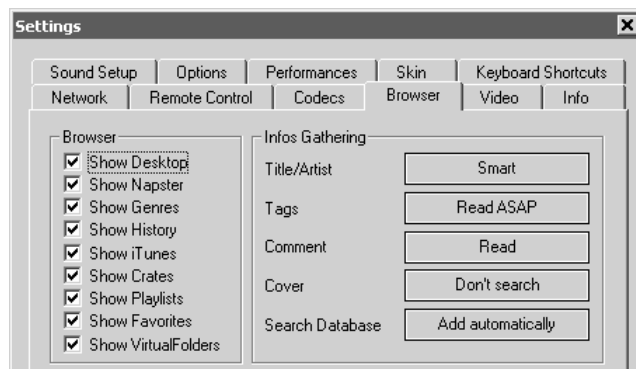 Settings
Sound Setup Options Performances Skin Keyboard Shortcuts
Network Remote Control Codecs Browser Video Info
Browser
Show Desktop
Show Napster
Show Genres
Show History
Show iTunes
Show Crates
Show Playlists
Show Favorites
Show VirtualFolders
Infos Gathering
Title/Artist Smart
Tags Read ASAP
Comment Read
Cover Don't search
Search Database Add automatically